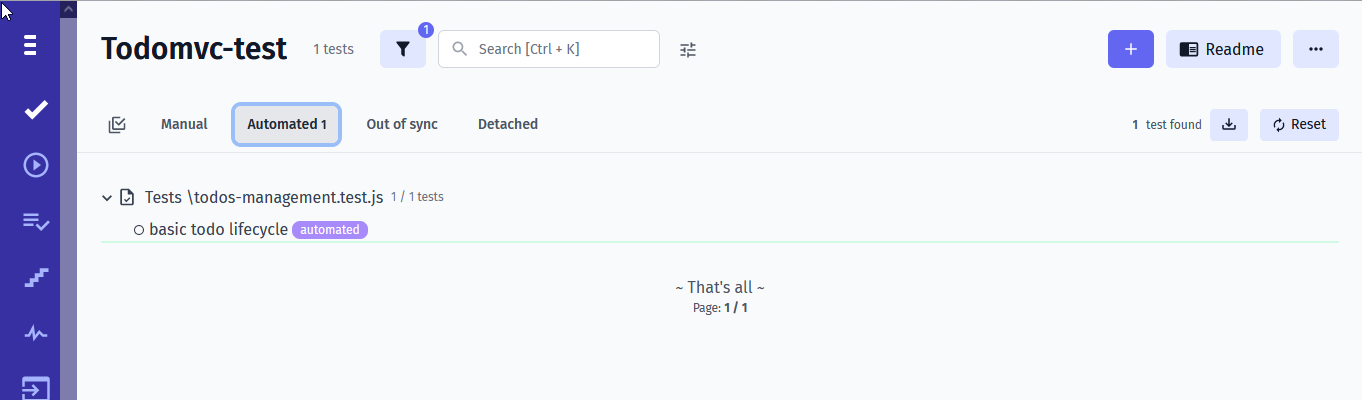 Todomvc-test 1 tests 1 Search [Ctrl + K] Readme
Manual Automated 1 Out of sync Detached 1 test found Reset
Tests \todos-management.test.js 1 / 1 tests
basic todo lifecycle automated
~ That's all ~
Page: 1 / 1